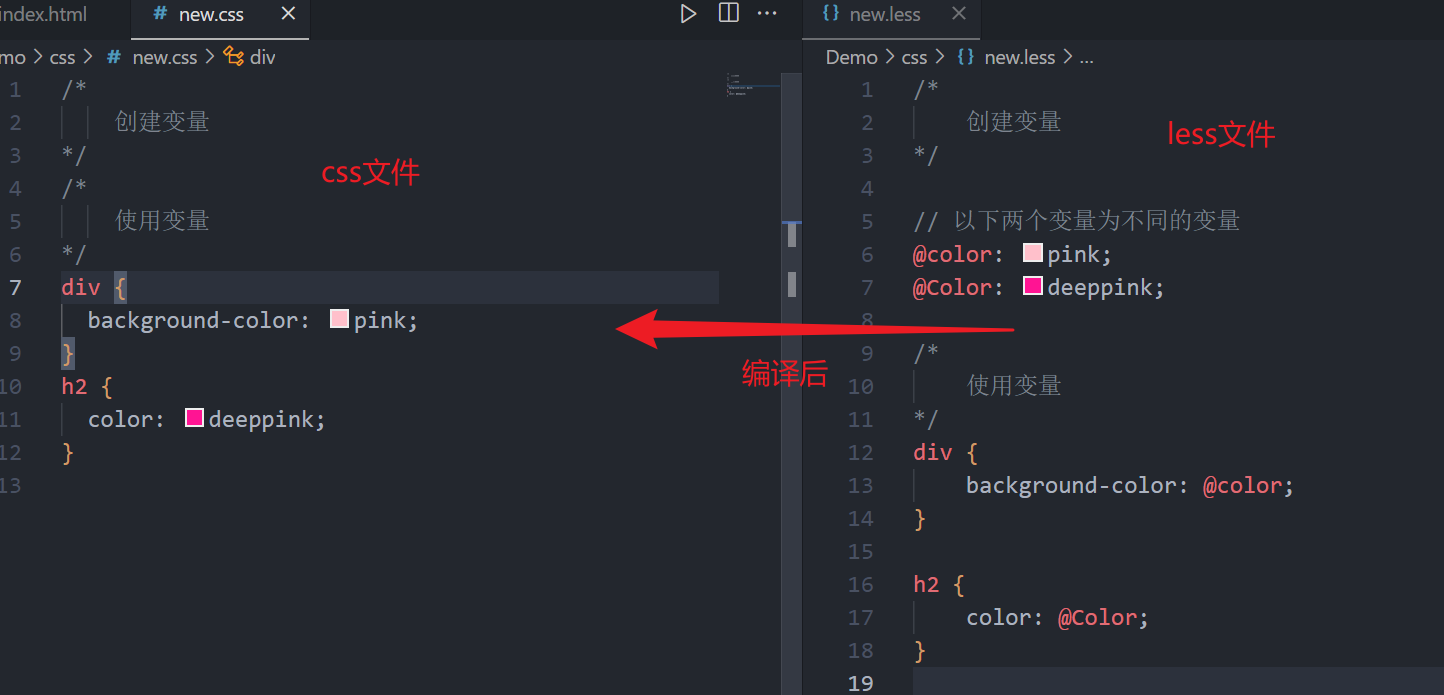 index.html
# new.css
{} new.less
mo > css > # new.css > div
Demo > css > {} new.less > ...
1 /*
2 创建变量
3 */
4 /*
5 使用变量
6 */
7 div {
8 background-color: pink;
9 }
10 h2 {
11 color: deeppink;
12 }
13
css文件
编译后
1 /*
2 创建变量
3 */
4
5 // 以下两个变量为不同的变量
6 @color: pink;
7 @Color: deeppink;
8
9 /*
10 使用变量
11 */
12 div {
13 background-color: @color;
14 }
15
16 h2 {
17 color: @Color;
18 }
19
less文件